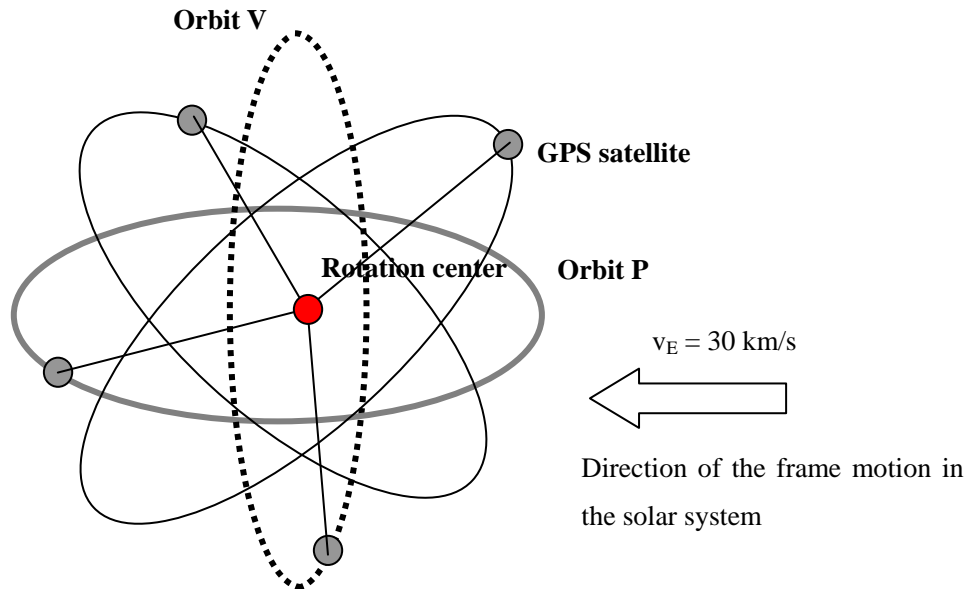 Orbit V
GPS satellite
Rotation center
Orbit P
v_E = 30 km/s
Direction of the frame motion in
the solar system